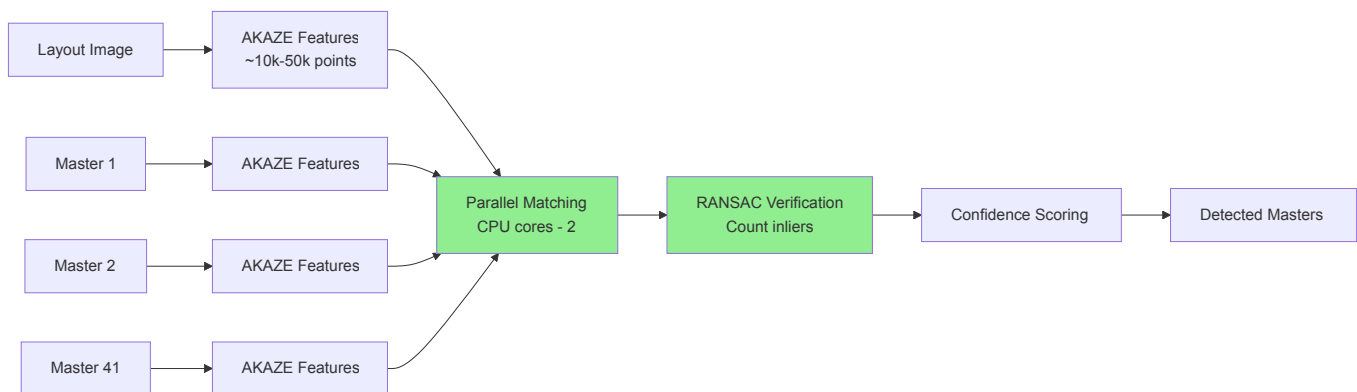 Layout Image
AKAZE Features
~10k-50k points
Master 1
AKAZE Features
Master 2
AKAZE Features
Master 41
AKAZE Features
Parallel Matching
CPU cores - 2
RANSAC Verification
Count inliers
Confidence Scoring
Detected Masters